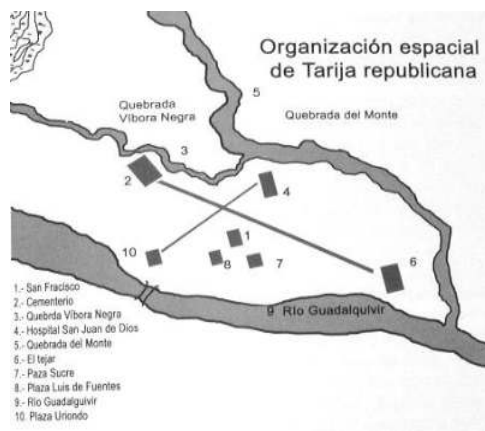 Organización espacial
de Tarija republicana
5
Quebrada
Víbora Negra
Quebrada del Monte
3
2
4
1
10
8
7
6
9 Río Guadalquivir
1.- San Fracisco
2.- Cementerio
3.- Quebrda Víbora Negra
4.- Hospital San Juan de Dios
5.- Quebrada del Monte
6.- El tejar
7.- Paza Sucre
8.- Plaza Luis de Fuentes
9.- Río Guadalguivir
10. Plaza Uriondo